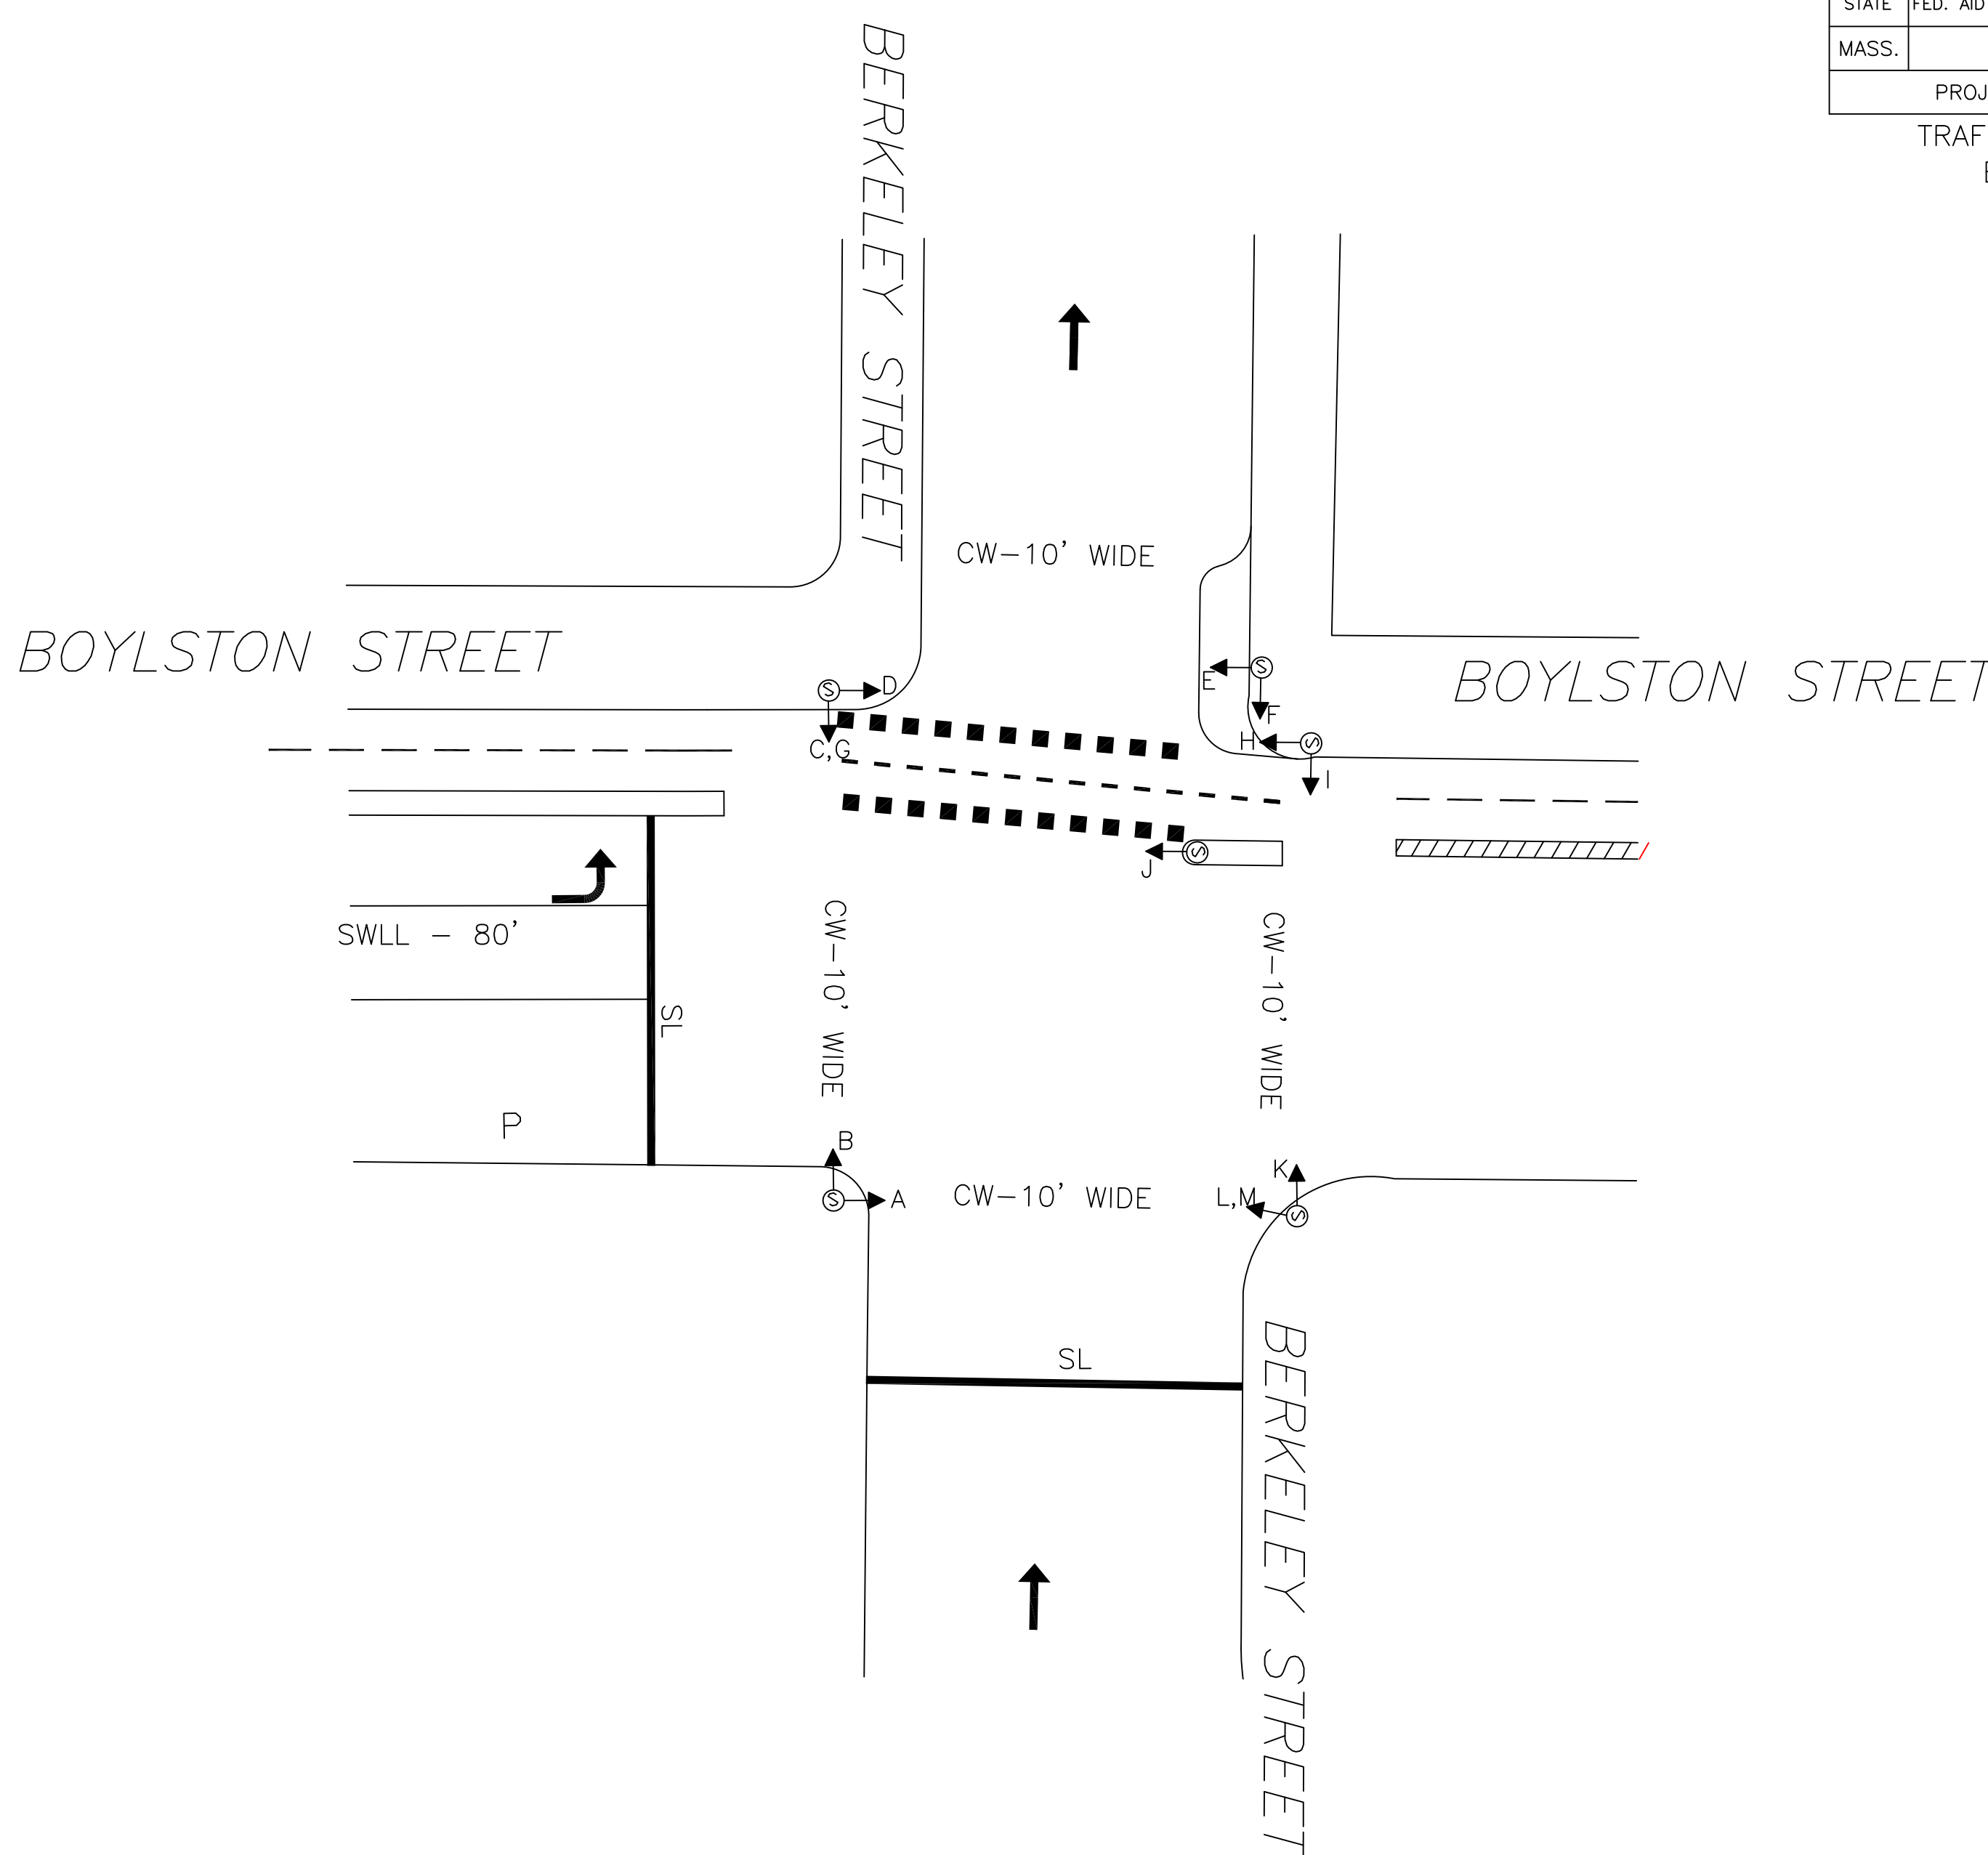 STATE FED. AID
MASS.
PROJ
TRAF
BERKELEY STREET
CW-10' WIDE
BOYLSTON STREET
BOYLSTON STREET
D
C,G
E
F
H
I
J
CW-10' WIDE
CW-10' WIDE
SWLL - 80'
SL
P
B
A
CW-10' WIDE
K
L,M
SL
BERKELEY STREET
S
S
S
S
S
S